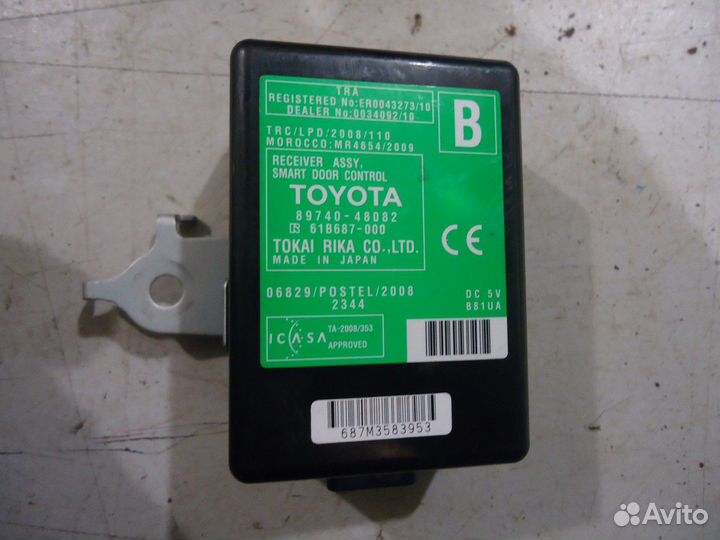 TRA
REGISTERED No:ER0043273/10
DEALER No:0034092/10
B
TRC/LPD/2008/110
MOROCCO:MR4654/2009
RECEIVER ASSY,
SMART DOOR CONTROL
TOYOTA
89740-48082
61B687-000
TOKAI RIKA CO.,LTD.
MADE IN JAPAN
CE
06829/POSTEL/2008
2344
DC 5V
B81UA
ICASA
TA-2008/353
APPROVED
687M3583953
Avito